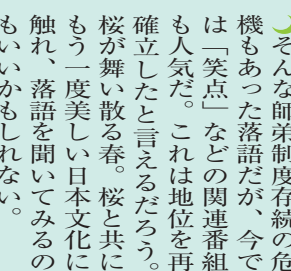 そんな師弟制度存続の危
機もあった落語だが、今で
は「笑点」などの関連番組
も人気だ。これは地位を再
確立したと言えるだろう。
桜が舞い散る春。桜と共に
もう一度美しい日本文化に
触れ、落語を聞いてみるの
もいいかもしれない。